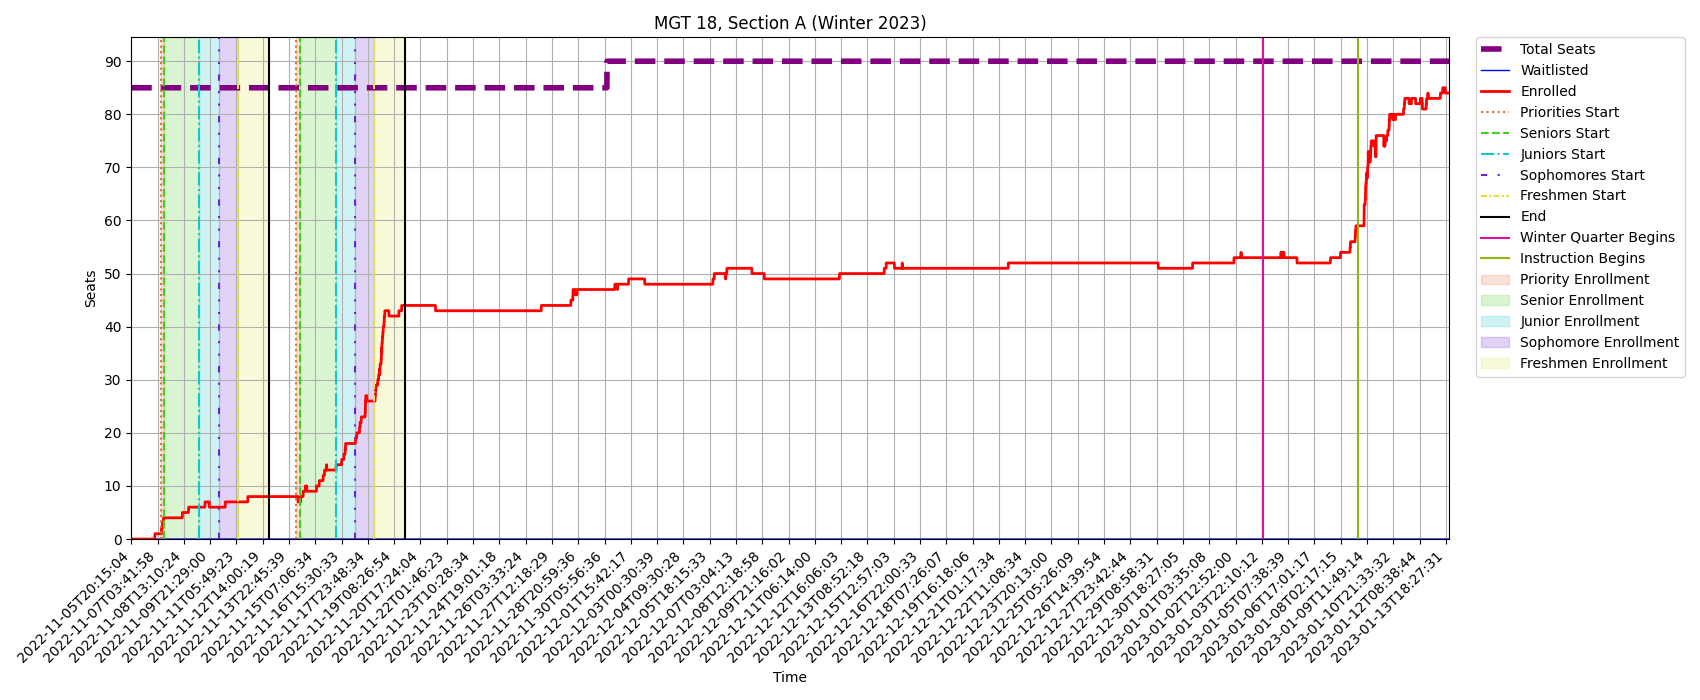 MGT 18, Section A (Winter 2023)
Seats
90
80
70
60
50
40
30
20
10
0
2022-11-05T20:15:04
2022-11-07T03:41:58
2022-11-08T13:10:24
2022-11-09T21:29:00
2022-11-11T05:49:23
2022-11-12T14:00:19
2022-11-13T22:45:39
2022-11-15T07:06:34
2022-11-16T15:30:33
2022-11-17T23:48:34
2022-11-19T08:26:54
2022-11-20T17:24:04
2022-11-22T01:46:23
2022-11-23T10:28:34
2022-11-24T19:01:18
2022-11-26T03:33:24
2022-11-27T12:18:29
2022-11-28T20:59:36
2022-11-30T05:56:36
2022-12-01T15:42:17
2022-12-03T00:30:39
2022-12-04T09:30:28
2022-12-05T18:15:33
2022-12-07T03:04:13
2022-12-08T12:18:58
2022-12-09T21:16:02
2022-12-11T06:14:00
2022-12-12T16:06:03
2022-12-13T08:52:18
2022-12-15T12:57:03
2022-12-16T22:00:33
2022-12-18T07:26:07
2022-12-19T16:18:06
2022-12-21T01:17:34
2022-12-22T11:08:34
2022-12-23T20:13:00
2022-12-25T05:26:09
2022-12-26T14:39:54
2022-12-27T23:42:44
2022-12-29T08:58:31
2022-12-30T18:27:05
2023-01-01T03:35:08
2023-01-02T12:52:00
2023-01-03T22:10:12
2023-01-05T07:38:39
2023-01-06T17:01:17
2023-01-08T02:17:15
2023-01-09T11:49:14
2023-01-10T21:33:32
2023-01-12T08:38:44
2023-01-13T18:27:31
Time
Total Seats
Waitlisted
Enrolled
Priorities Start
Seniors Start
Juniors Start
Sophomores Start
Freshmen Start
End
Winter Quarter Begins
Instruction Begins
Priority Enrollment
Senior Enrollment
Junior Enrollment
Sophomore Enrollment
Freshmen Enrollment